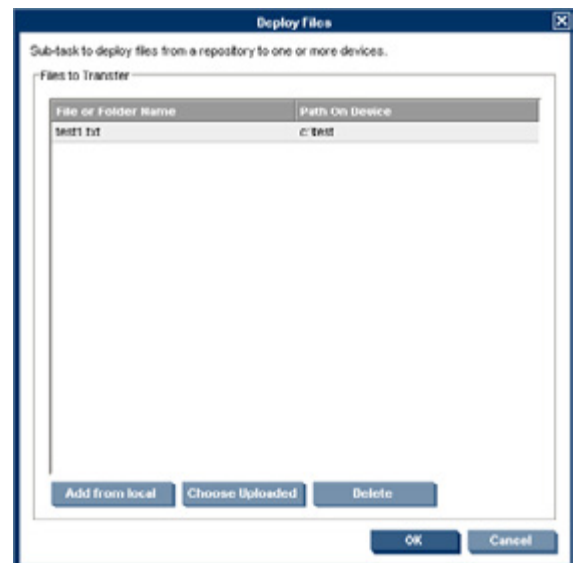 Deploy Files
Sub-task to deploy files from a repository to one or more devices.
Files to Transfer
File or Folder Name Path On Device
test1.txt c:\test
Add from local Choose Uploaded Delete
OK Cancel